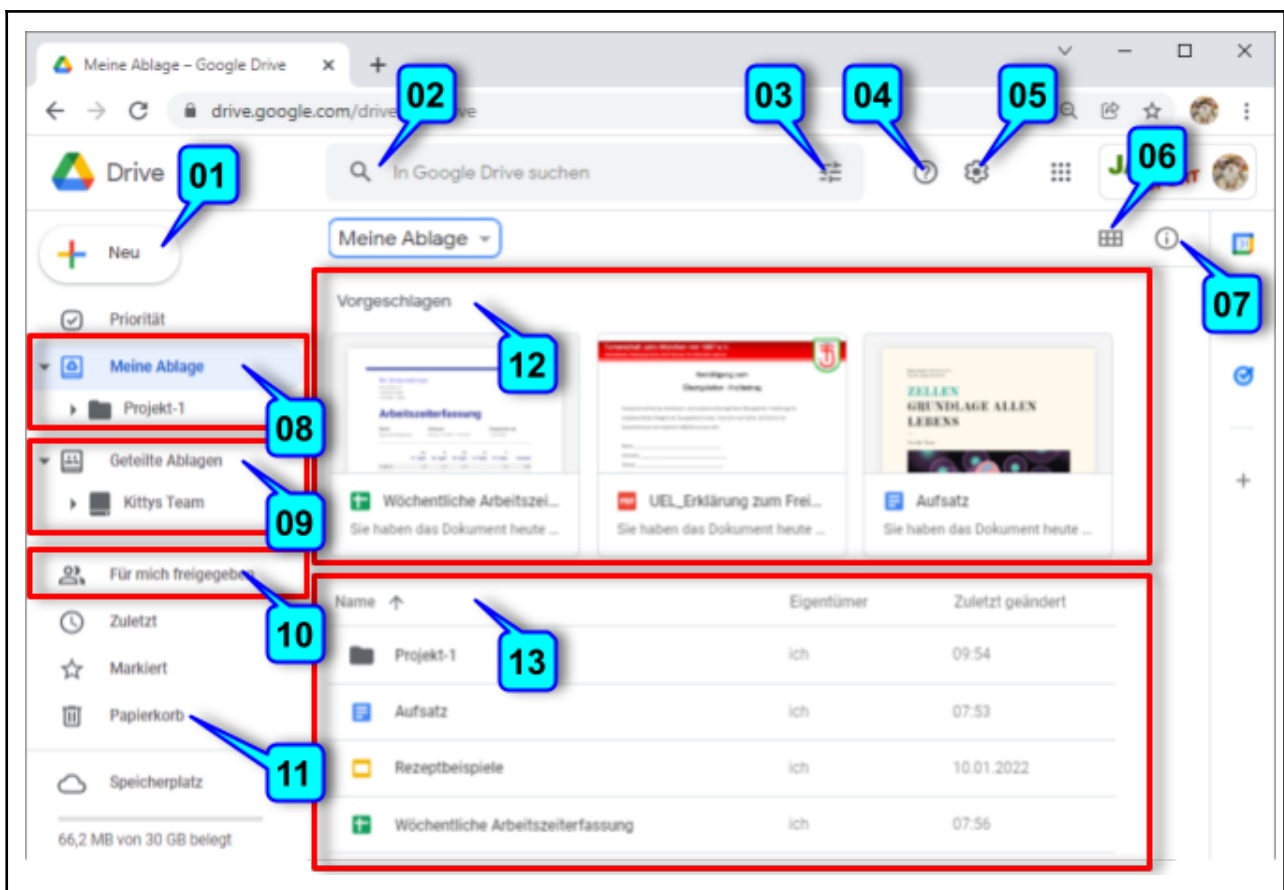 Meine Ablage – Google Drive
02
03
04
05
drive.google.com/drive
01
06
Drive
In Google Drive suchen
Neu
Meine Ablage
07
Priorität
Vorgeschlagen
12
Meine Ablage
Projekt-1
08
Arbeitszeiterfassung
ZELLEN
GRUNDLAGE ALLEN
LEBENS
Geteilte Ablagen
Kittys Team
09
Wöchentliche Arbeitszei...
UEL_Erklärung zum Frei...
Aufsatz
Sie haben das Dokument heute ...
Sie haben das Dokument heute ...
Sie haben das Dokument heute ...
Für mich freigegeben
10
Name
Eigentümer
Zuletzt geändert
13
Zuletzt
Projekt-1
ich
09:54
Markiert
Aufsatz
ich
07:53
Papierkorb
11
Rezeptbeispiele
ich
10.01.2022
Speicherplatz
Wöchentliche Arbeitszeiterfassung
ich
07:56
66,2 MB von 30 GB belegt